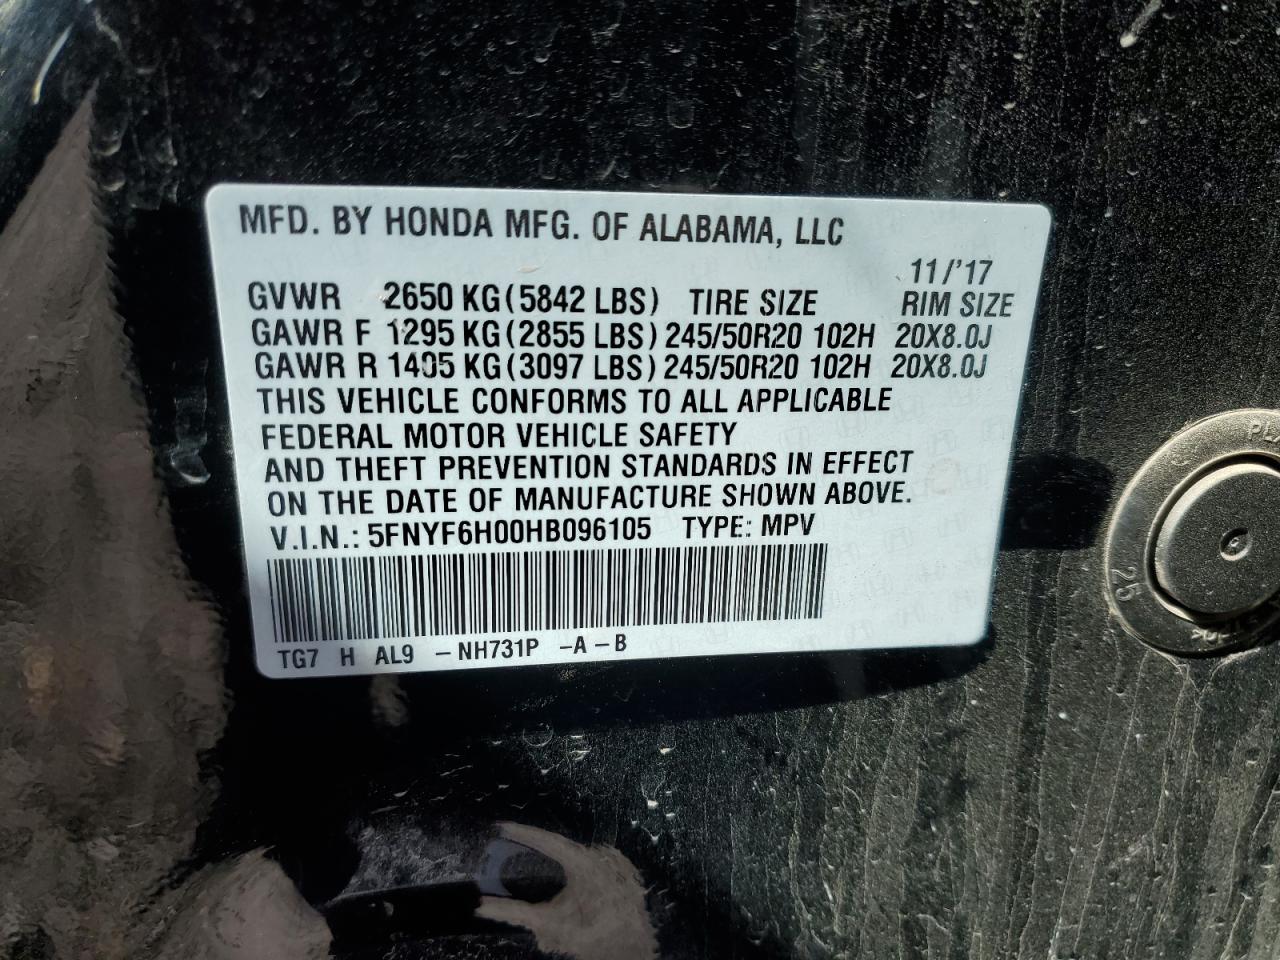 MFD. BY HONDA MFG. OF ALABAMA, LLC
11/'17
GVWR 2650 KG(5842 LBS) TIRE SIZE RIM SIZE
GAWR F 1295 KG(2855 LBS) 245/50R20 102H 20X8.0J
GAWR R 1405 KG(3097 LBS) 245/50R20 102H 20X8.0J
THIS VEHICLE CONFORMS TO ALL APPLICABLE
FEDERAL MOTOR VEHICLE SAFETY
AND THEFT PREVENTION STANDARDS IN EFFECT
ON THE DATE OF MANUFACTURE SHOWN ABOVE.
V.I.N.: 5FNYF6H00HB096105 TYPE: MPV
TG7 H AL9 -NH731P -A-B
25